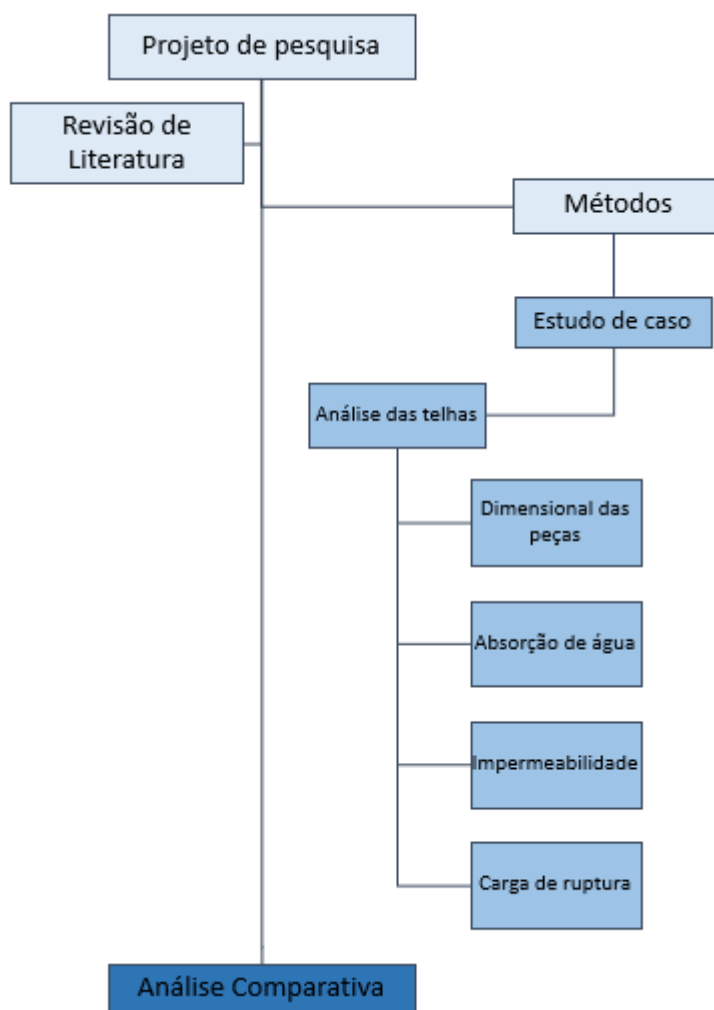 Projeto de pesquisa
Revisão de
Literatura
Métodos
Estudo de caso
Análise das telhas
Dimensional das
peças
Absorção de água
Impermeabilidade
Carga de ruptura
Análise Comparativa